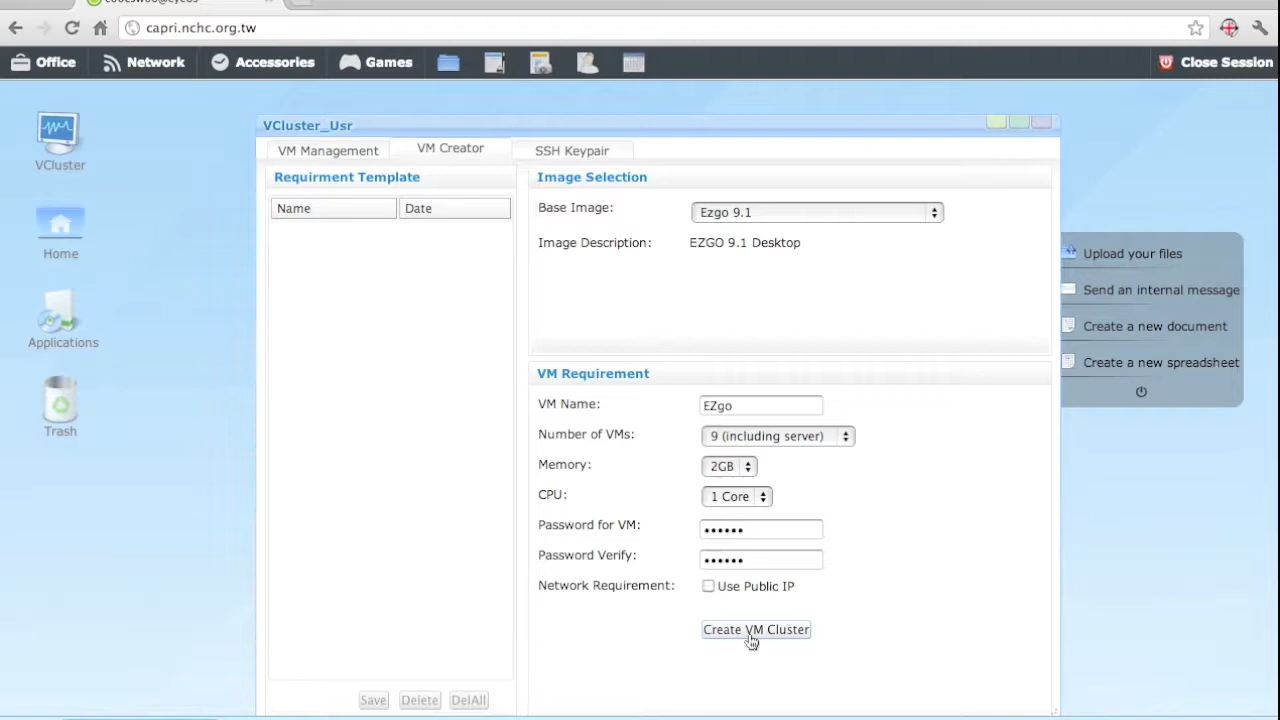 capri.nchc.org.tw
Office Network Accessories Games Close Session
VCluster
Home
Applications
Trash
VCluster_Usr
VM Management VM Creator SSH Keypair
Requirment Template
Name Date
Save Delete DelAll
Image Selection
Base Image: Ezgo 9.1
Image Description: EZGO 9.1 Desktop
VM Requirement
VM Name: EZgo
Number of VMs: 9 (including server)
Memory: 2GB
CPU: 1 Core
Password for VM: ••••••
Password Verify: ••••••
Network Requirement: Use Public IP
Create VM Cluster
Upload your files
Send an internal message
Create a new document
Create a new spreadsheet